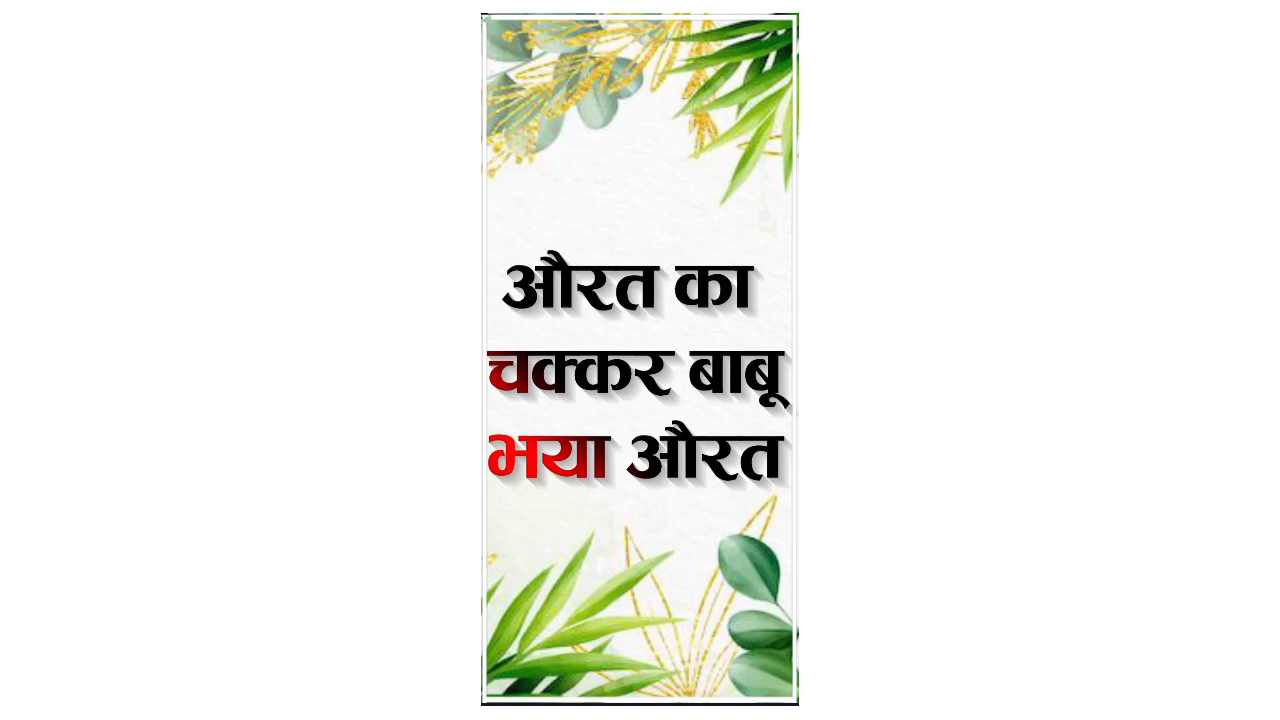 औरत का
चक्कर बाबू
भया औरत